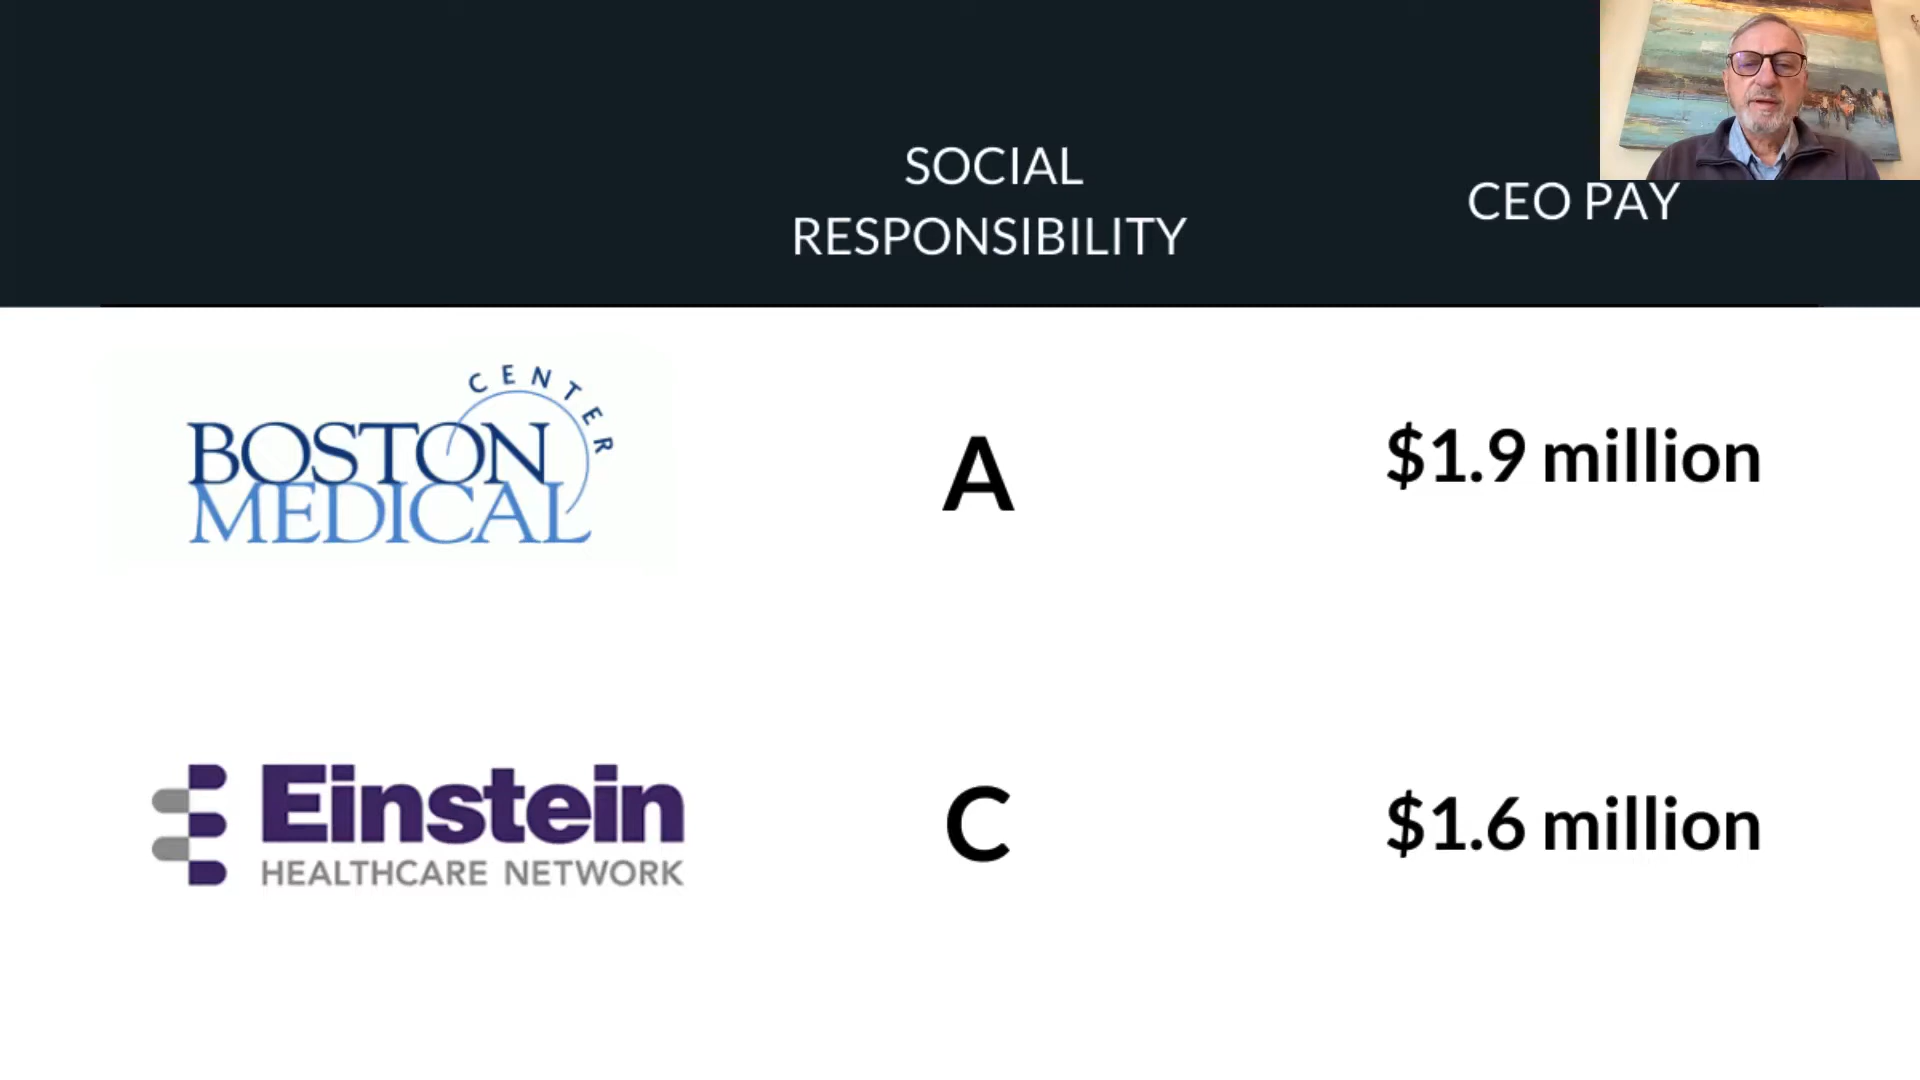 SOCIAL
RESPONSIBILITY
CEO PAY
CENTER
BOSTON
MEDICAL
A
$1.9 million
Einstein
HEALTHCARE NETWORK
C
$1.6 million